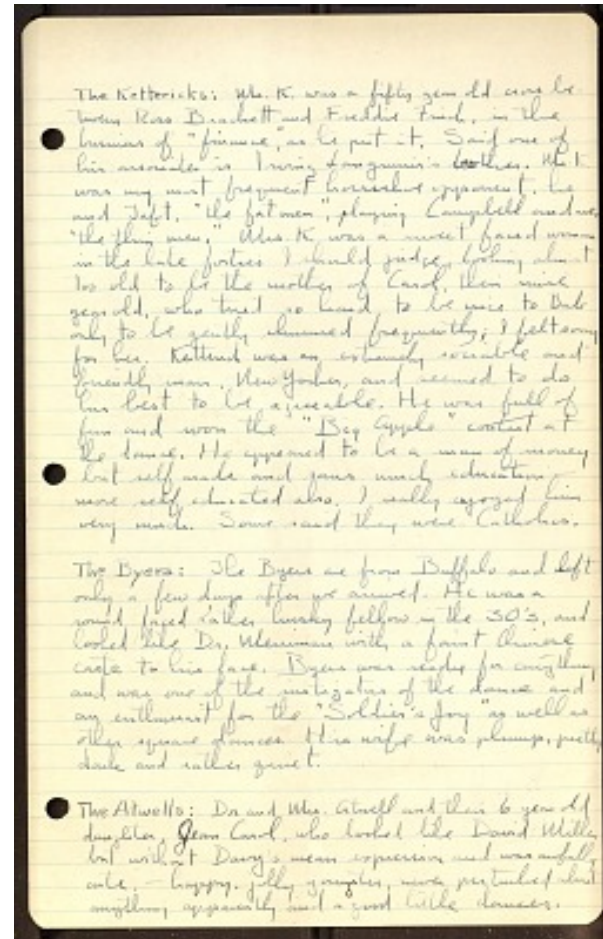 The Kettericks: Mr. K. was a fifty year old cross be-
tween Ross Brackett and Freddie Finch, in the
business of "finance", as he put it. Said one of
his associates is Irving Langmuir's brother. Mr. K
was my most frequent horseshoe opponent, he
and Taft, "the fat men", playing Campbell and me,
"the thin men." Mrs. K. was a sweet faced woman
in the late forties I should judge, looking almost
too old to be the mother of Carol, then nine
years old, who tried so hard to be nice to Bab
only to be gently shunned frequently; I felt sorry
for her. Ketterick was an extremely sociable and
friendly man, New Yorker, and seemed to do
his best to be agreeable. He was full of
fun and won the "Big Apple" contest at
the dance. He appeared to be a man of money
but self made and sans much education -
more self educated also. I really enjoyed him
very much. Some said they were Catholics.
The Byers: The Byers are from Buffalo and left
only a few days after we arrived. He was a
round faced rather husky fellow in the 30's, and
looked like Dr. Merriman with a faint Chinese
caste to his face. Byers was ready for anything
and was one of the instigators of the dance and
an enthusiast for the "Soldier's Joy" as well as
other square dances. His wife was plump, pretty,
dark and rather quiet.
The Atwells: Dr. and Mrs. Atwell and their 6 year old
daughter, Jean Carol, who looked like David Miller
but without Davy's mean expression and was awfully
cute, - happy, jolly youngster, never perturbed about
anything apparently and a good little dancer.